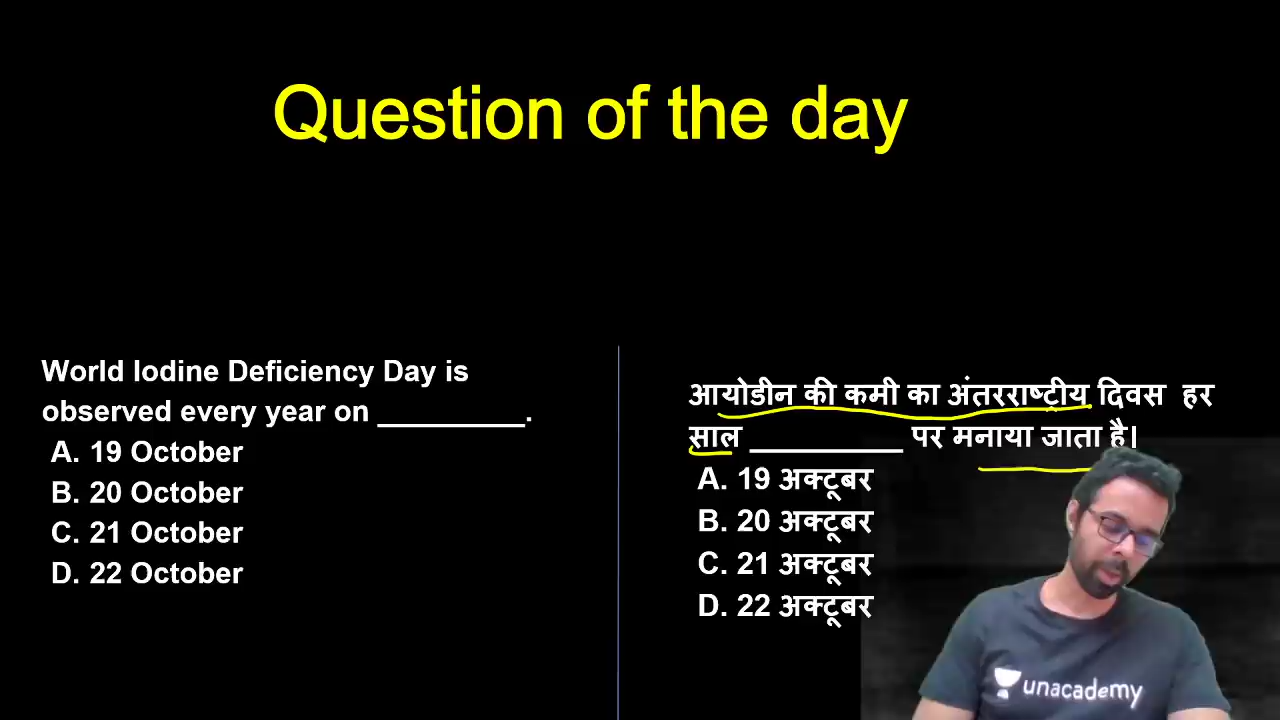 Question of the day
World Iodine Deficiency Day is
observed every year on _________.
A. 19 October
B. 20 October
C. 21 October
D. 22 October
आयोडीन की कमी का अंतरराष्ट्रीय दिवस हर
साल _________ पर मनाया जाता है।
A. 19 अक्टूबर
B. 20 अक्टूबर
C. 21 अक्टूबर
D. 22 अक्टूबर
unacademy